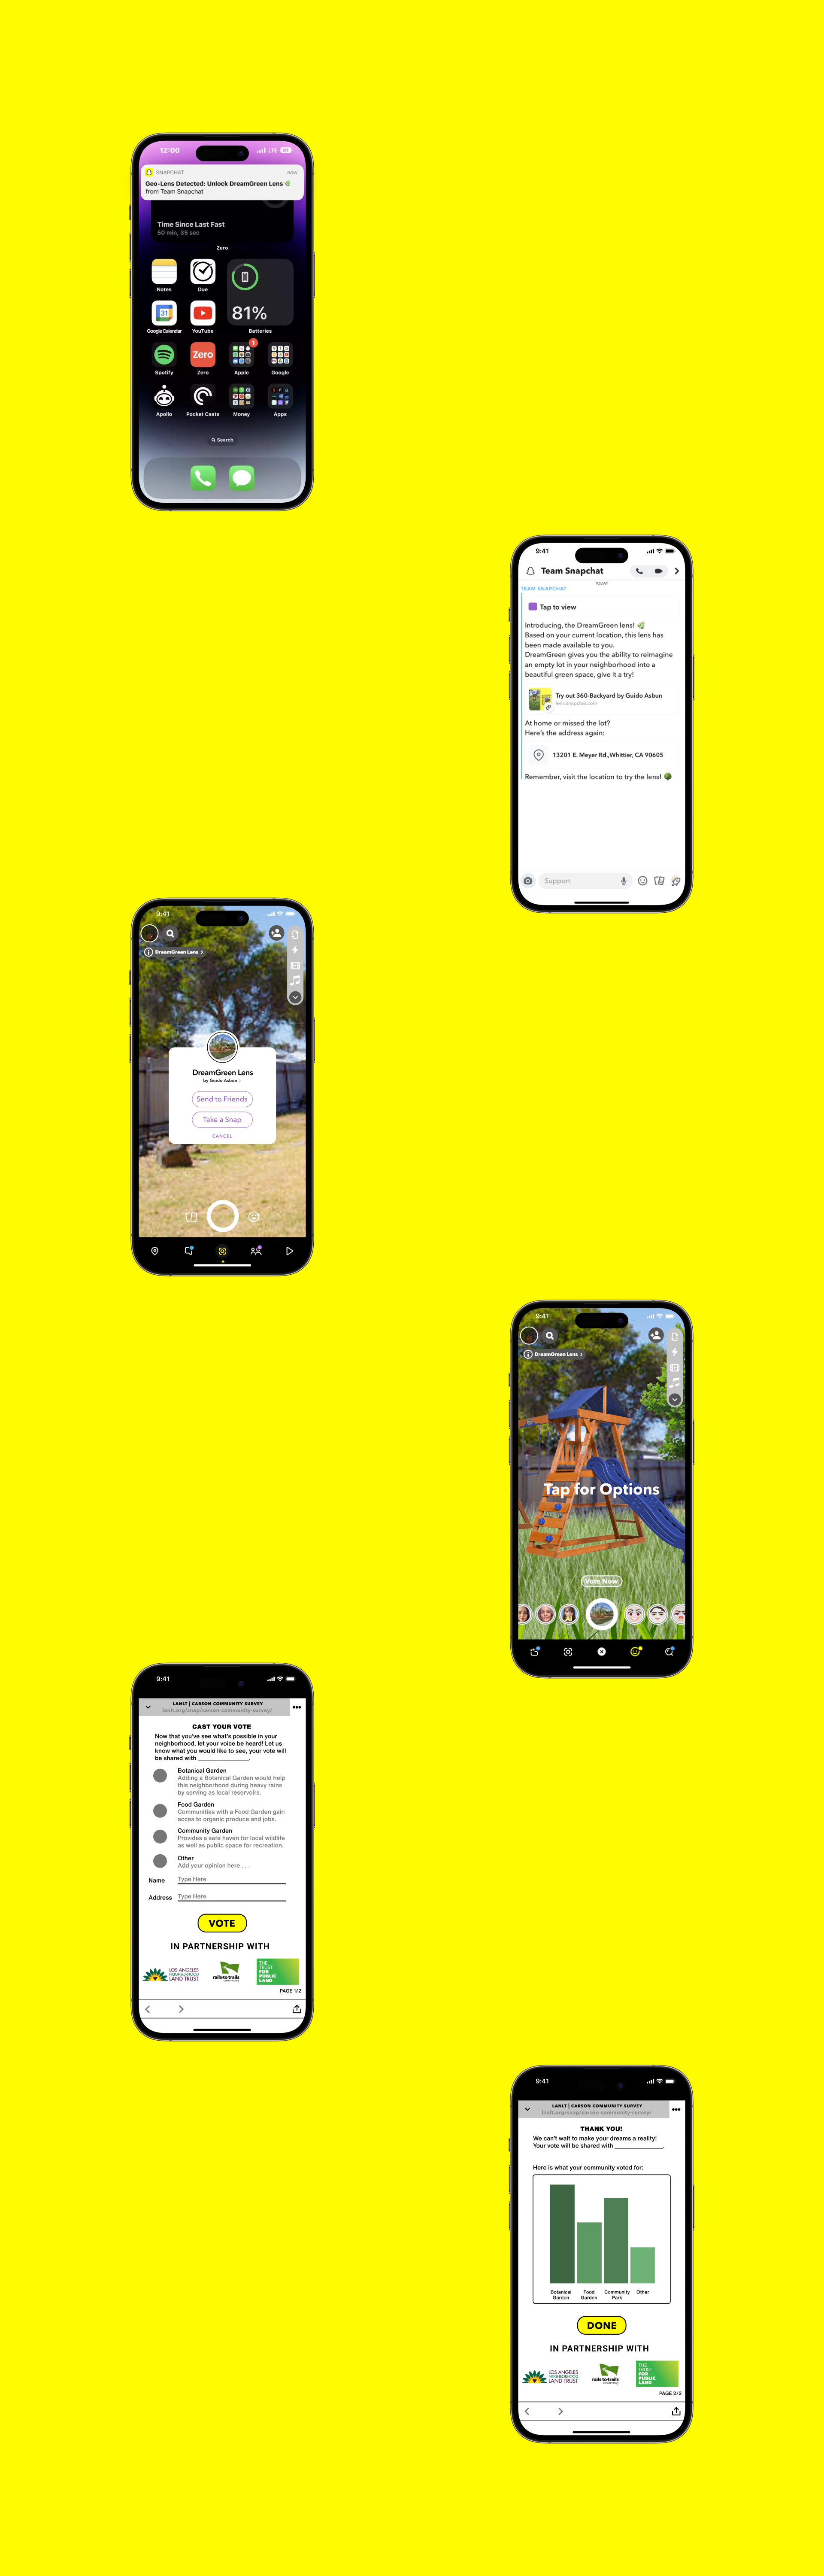 12:00
LTE 81
SNAPCHAT
now
Geo-Lens Detected: Unlock DreamGreen Lens 🌿
from Team Snapchat
Time Since Last Fast
50 min, 35 sec
Zero
Notes
Due
31
81%
Google Calendar
YouTube
Batteries
Zero
1
Spotify
Zero
Apple
Google
Apollo
Pocket Casts
Money
Apps
Search
9:41
Team Snapchat
TODAY
TEAM SNAPCHAT
Tap to view
Introducing, the DreamGreen lens! 🌿
Based on your current location, this lens has
been made available to you.
DreamGreen gives you the ability to reimagine
an empty lot in your neighborhood into a
beautiful green space, give it a try!
Try out 360-Backyard by Guido Asbun
lens.snapchat.com
At home or missed the lot?
Here's the address again:
13201 E. Meyer Rd.,Whittier, CA 90605
Remember, visit the location to try the lens! 🌳
Support
9:41
DreamGreen Lens
DreamGreen Lens
by Guido Asbun
Send to Friends
Take a Snap
CANCEL
9:41
DreamGreen Lens
Tap for Options
Vote Now
9:41
LANLT | CARSON COMMUNITY SURVEY
lanlt.org/snap/carson-community-survey/
CAST YOUR VOTE
Now that you've see what's possible in your
neighborhood, let your voice be heard! Let us
know what you would like to see, your vote will
be shared with ______________.
Botanical Garden
Adding a Botanical Garden would help
this neighborhood during heavy rains
by serving as local reservoirs.
Food Garden
Communities with a Food Garden gain
acces to organic produce and jobs.
Community Garden
Provides a safe haven for local wildlife
as well as public space for recreation.
Other
Add your opinion here . . .
Name
Type Here
Address
Type Here
VOTE
IN PARTNERSHIP WITH
LOS ANGELES
NEIGHBORHOOD
LAND TRUST
rails-to-trails
THE
TRUST
FOR
PUBLIC
LAND
PAGE 1/2
9:41
LANLT | CARSON COMMUNITY SURVEY
lanlt.org/snap/carson-community-survey/
THANK YOU!
We can't wait to make your dreams a reality!
Your vote will be shared with ______________.
Here is what your community voted for:
Botanical
Garden
Food
Garden
Community
Park
Other
DONE
IN PARTNERSHIP WITH
LOS ANGELES
NEIGHBORHOOD
LAND TRUST
rails-to-trails
THE
TRUST
FOR
PUBLIC
LAND
PAGE 2/2